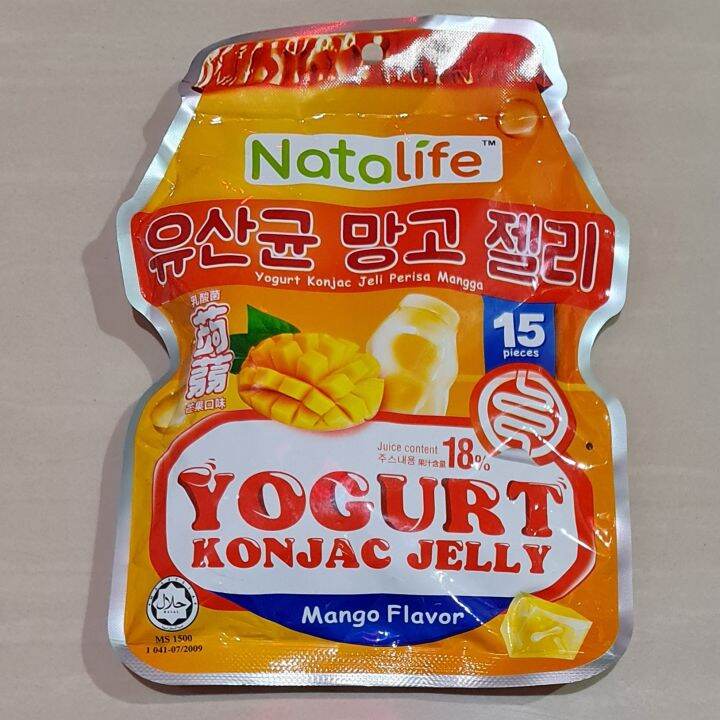 Natalife™
유산균 망고 젤리
Yogurt Konjac Jeli Perisa Mangga
乳酸菌
蒟蒻
芒果口味
15
pieces
Juice content
주스내용 果汁含量
18%
YOGURT
KONJAC JELLY
Mango Flavor
حلال
HALAL
MS 1500
1 041-07/2009